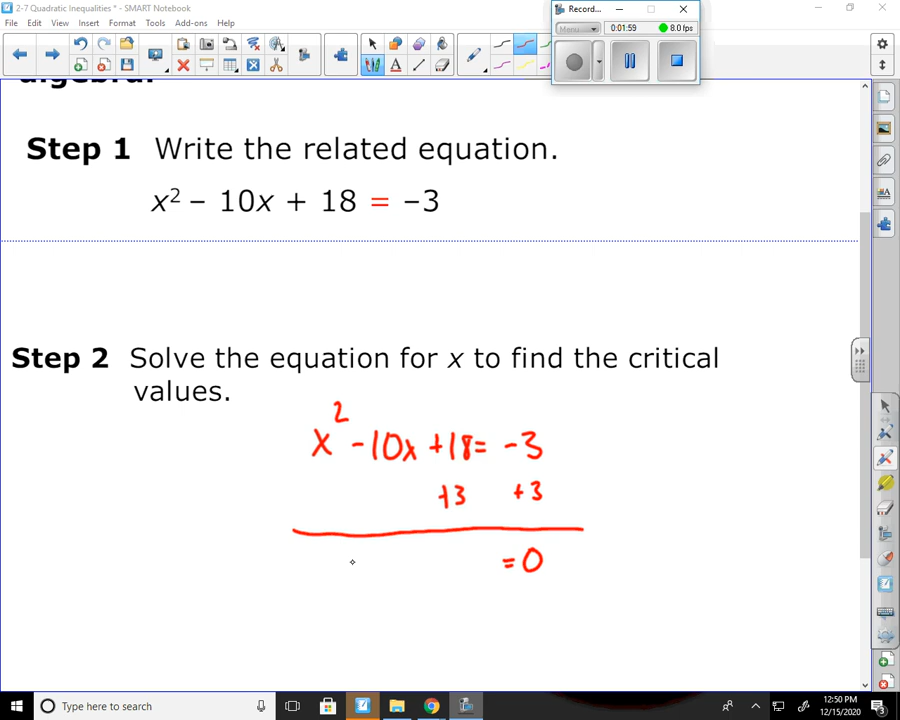 2-7 Quadratic Inequalities * - SMART Notebook
Record...
File Edit View Insert Format Tools Add-ons Help
Menu 0:01:59 8.0 fps
algebra.
Step 1 Write the related equation.
x² – 10x + 18 = –3
Step 2 Solve the equation for x to find the critical
values.
x² - 10x + 18 = -3
+3 +3
= 0
Type here to search
12:50 PM
12/15/2020
3